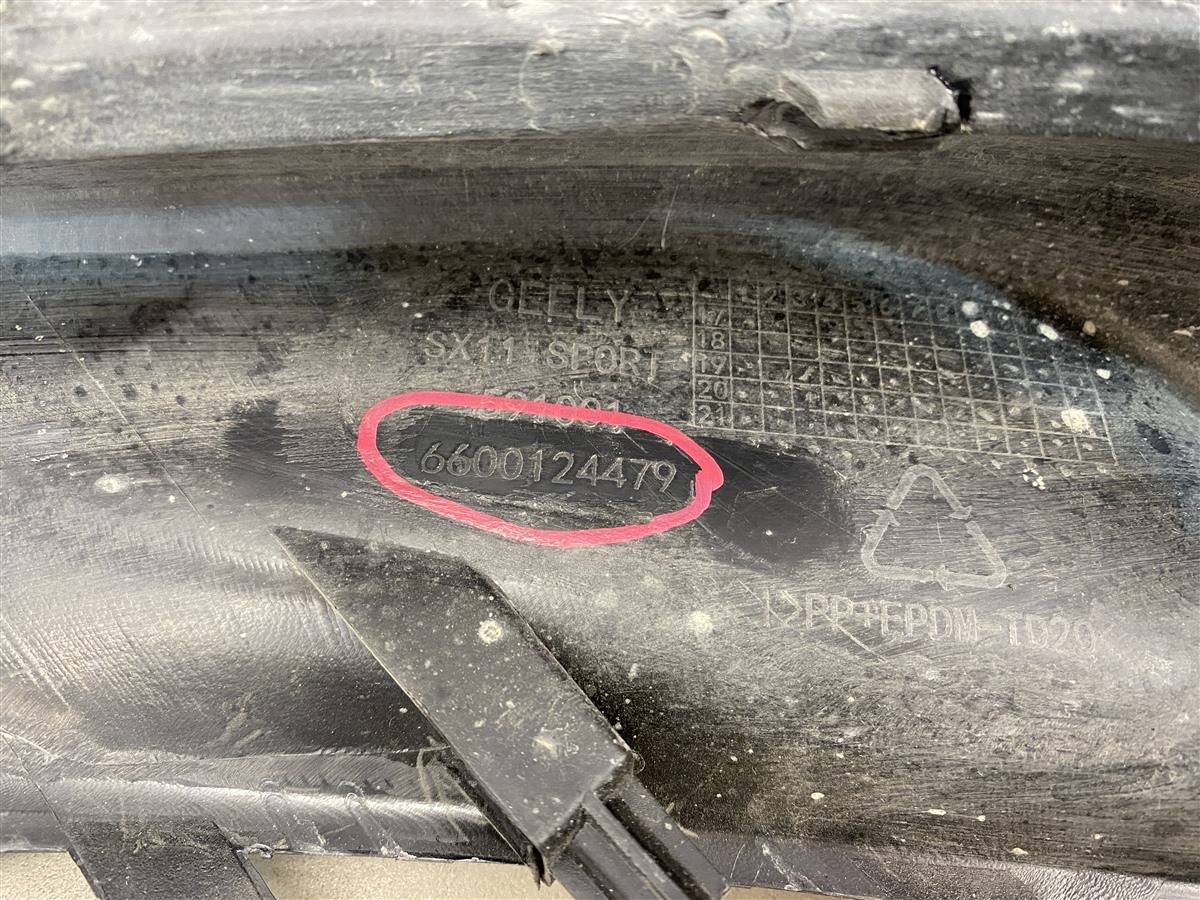 GEELY
SX11 SPORT
6600124479
17
18
19
20
21
>PP+EPDM-TD20<